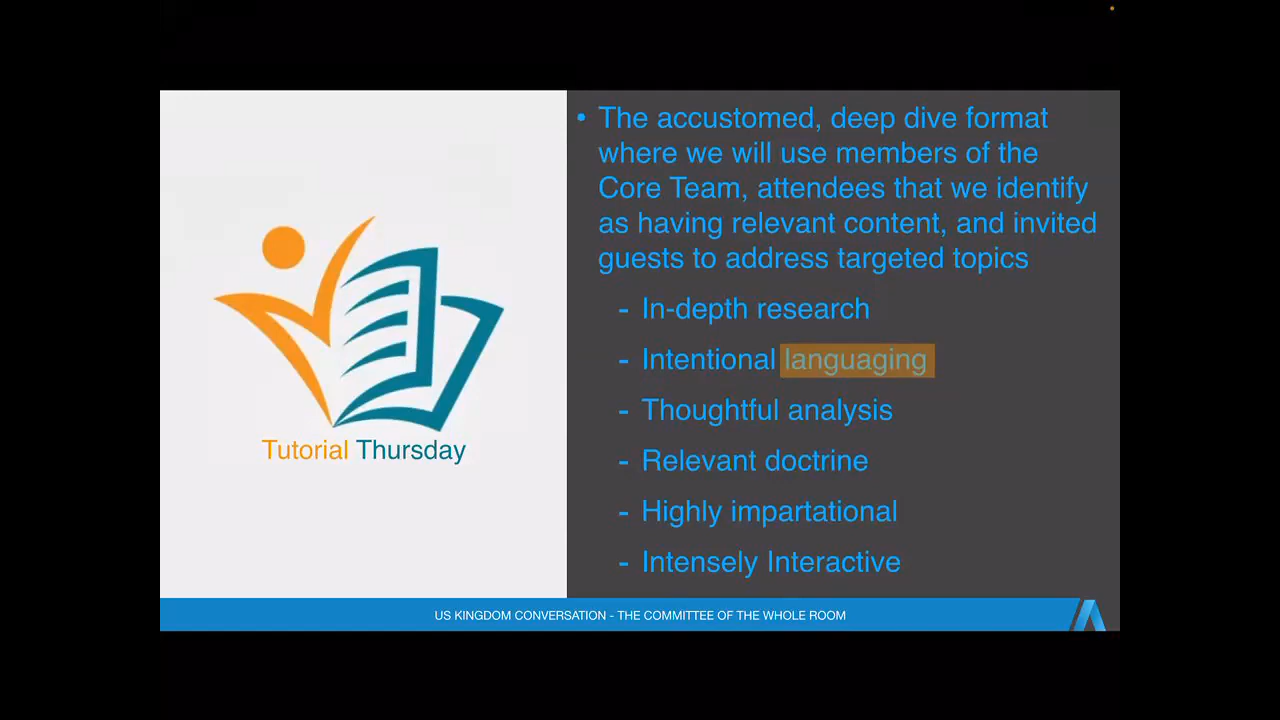 • The accustomed, deep dive format
where we will use members of the
Core Team, attendees that we identify
as having relevant content, and invited
guests to address targeted topics
- In-depth research
- Intentional languaging
- Thoughtful analysis
- Relevant doctrine
- Highly impartational
- Intensely Interactive
Tutorial Thursday
US KINGDOM CONVERSATION - THE COMMITTEE OF THE WHOLE ROOM